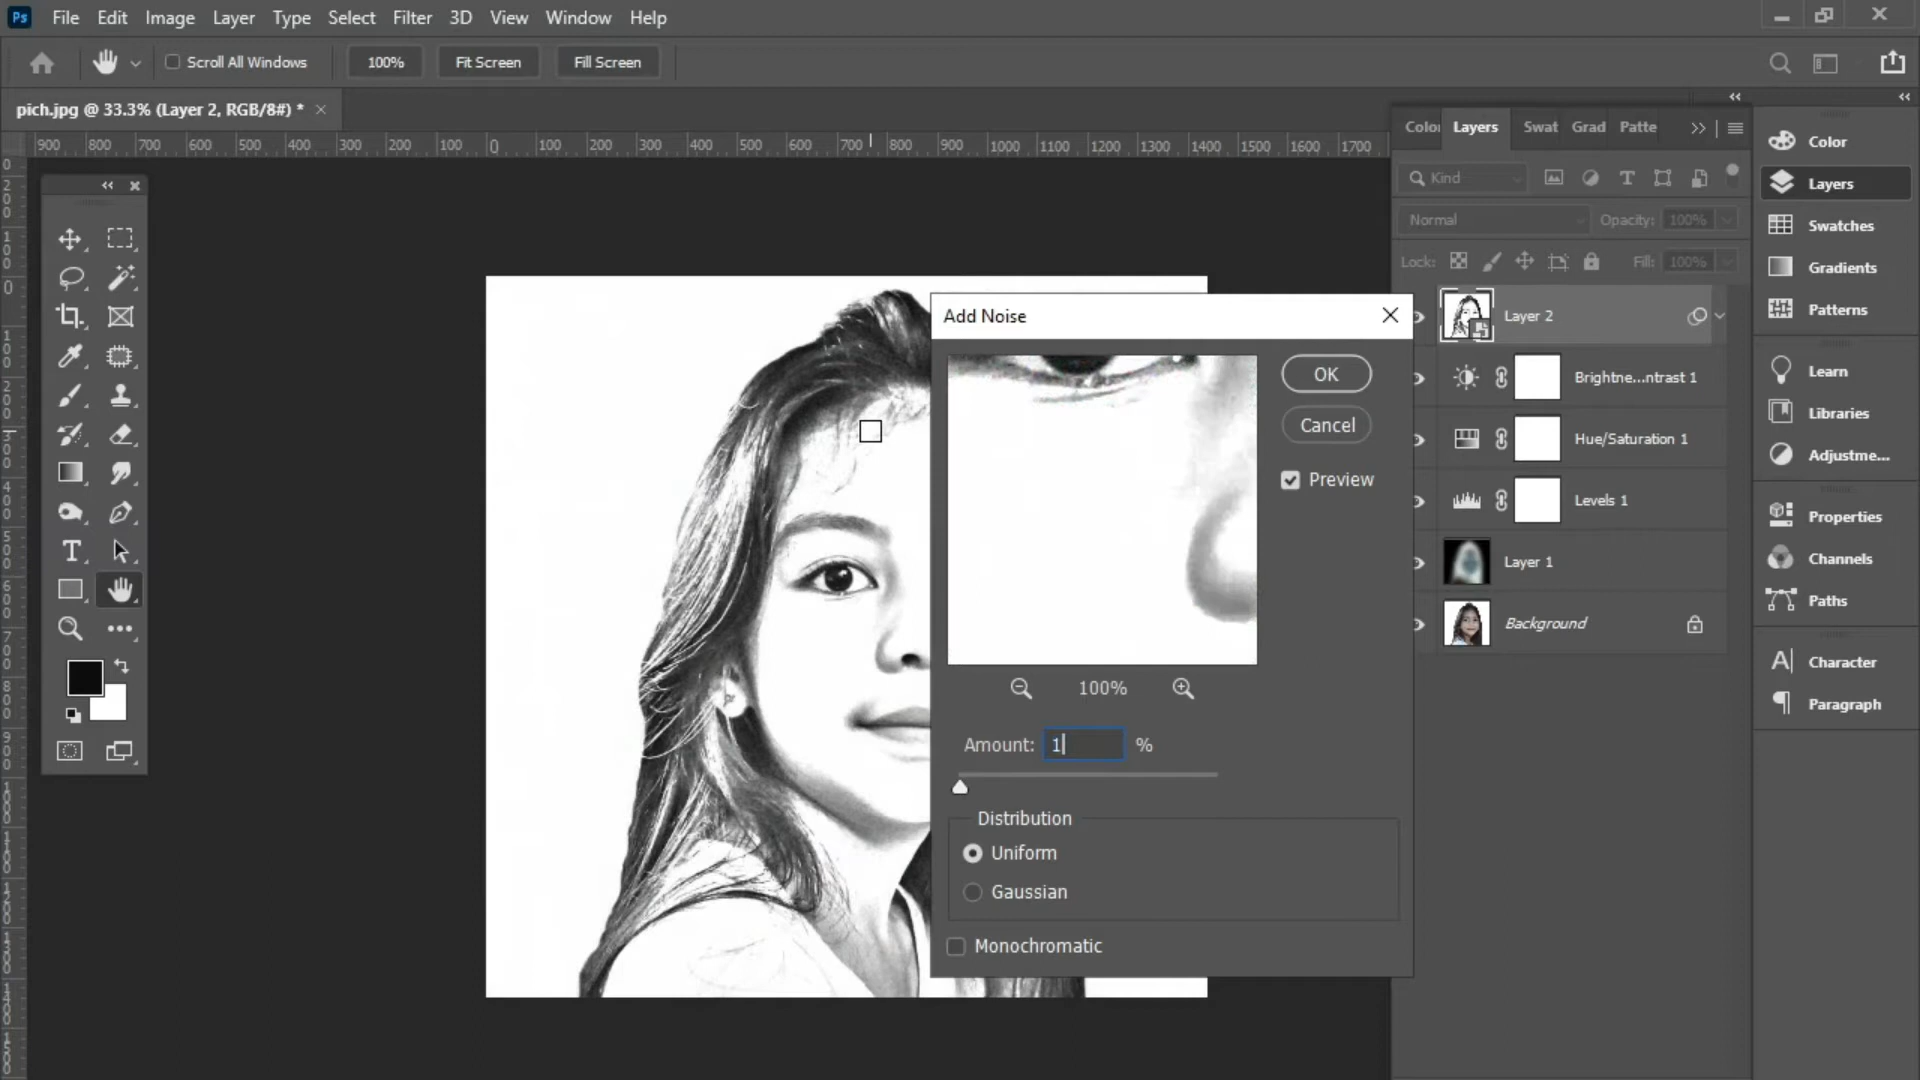 Ps File Edit Image Layer Type Select Filter 3D View Window Help
Scroll All Windows 100% Fit Screen Fill Screen
pich.jpg @ 33.3% (Layer 2, RGB/8#) *
900 800 700 600 500 400 300 200 100 0 100 200 300 400 500 600 700 800 900 1000 1100 1200 1300 1400 1500 1600 1700
Color Layers Swat Grad Patte
Kind
Normal Opacity: 100%
Lock: Fill: 100%
Layer 2
Brightne...ntrast 1
Hue/Saturation 1
Levels 1
Layer 1
Background
Color
Layers
Swatches
Gradients
Patterns
Learn
Libraries
Adjustme...
Properties
Channels
Paths
Character
Paragraph
Add Noise
OK
Cancel
Preview
100%
Amount: 1 %
Distribution
Uniform
Gaussian
Monochromatic